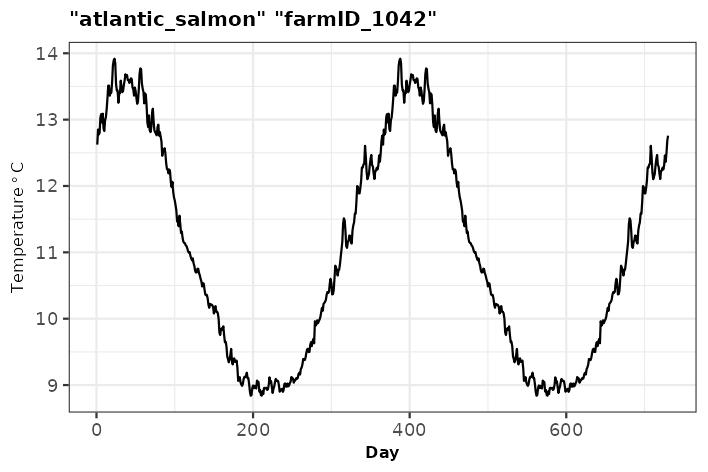 "atlantic_salmon" "farmID_1042"
14
13
12
11
10
9
Temperature ° C
0 200 400 600
Day